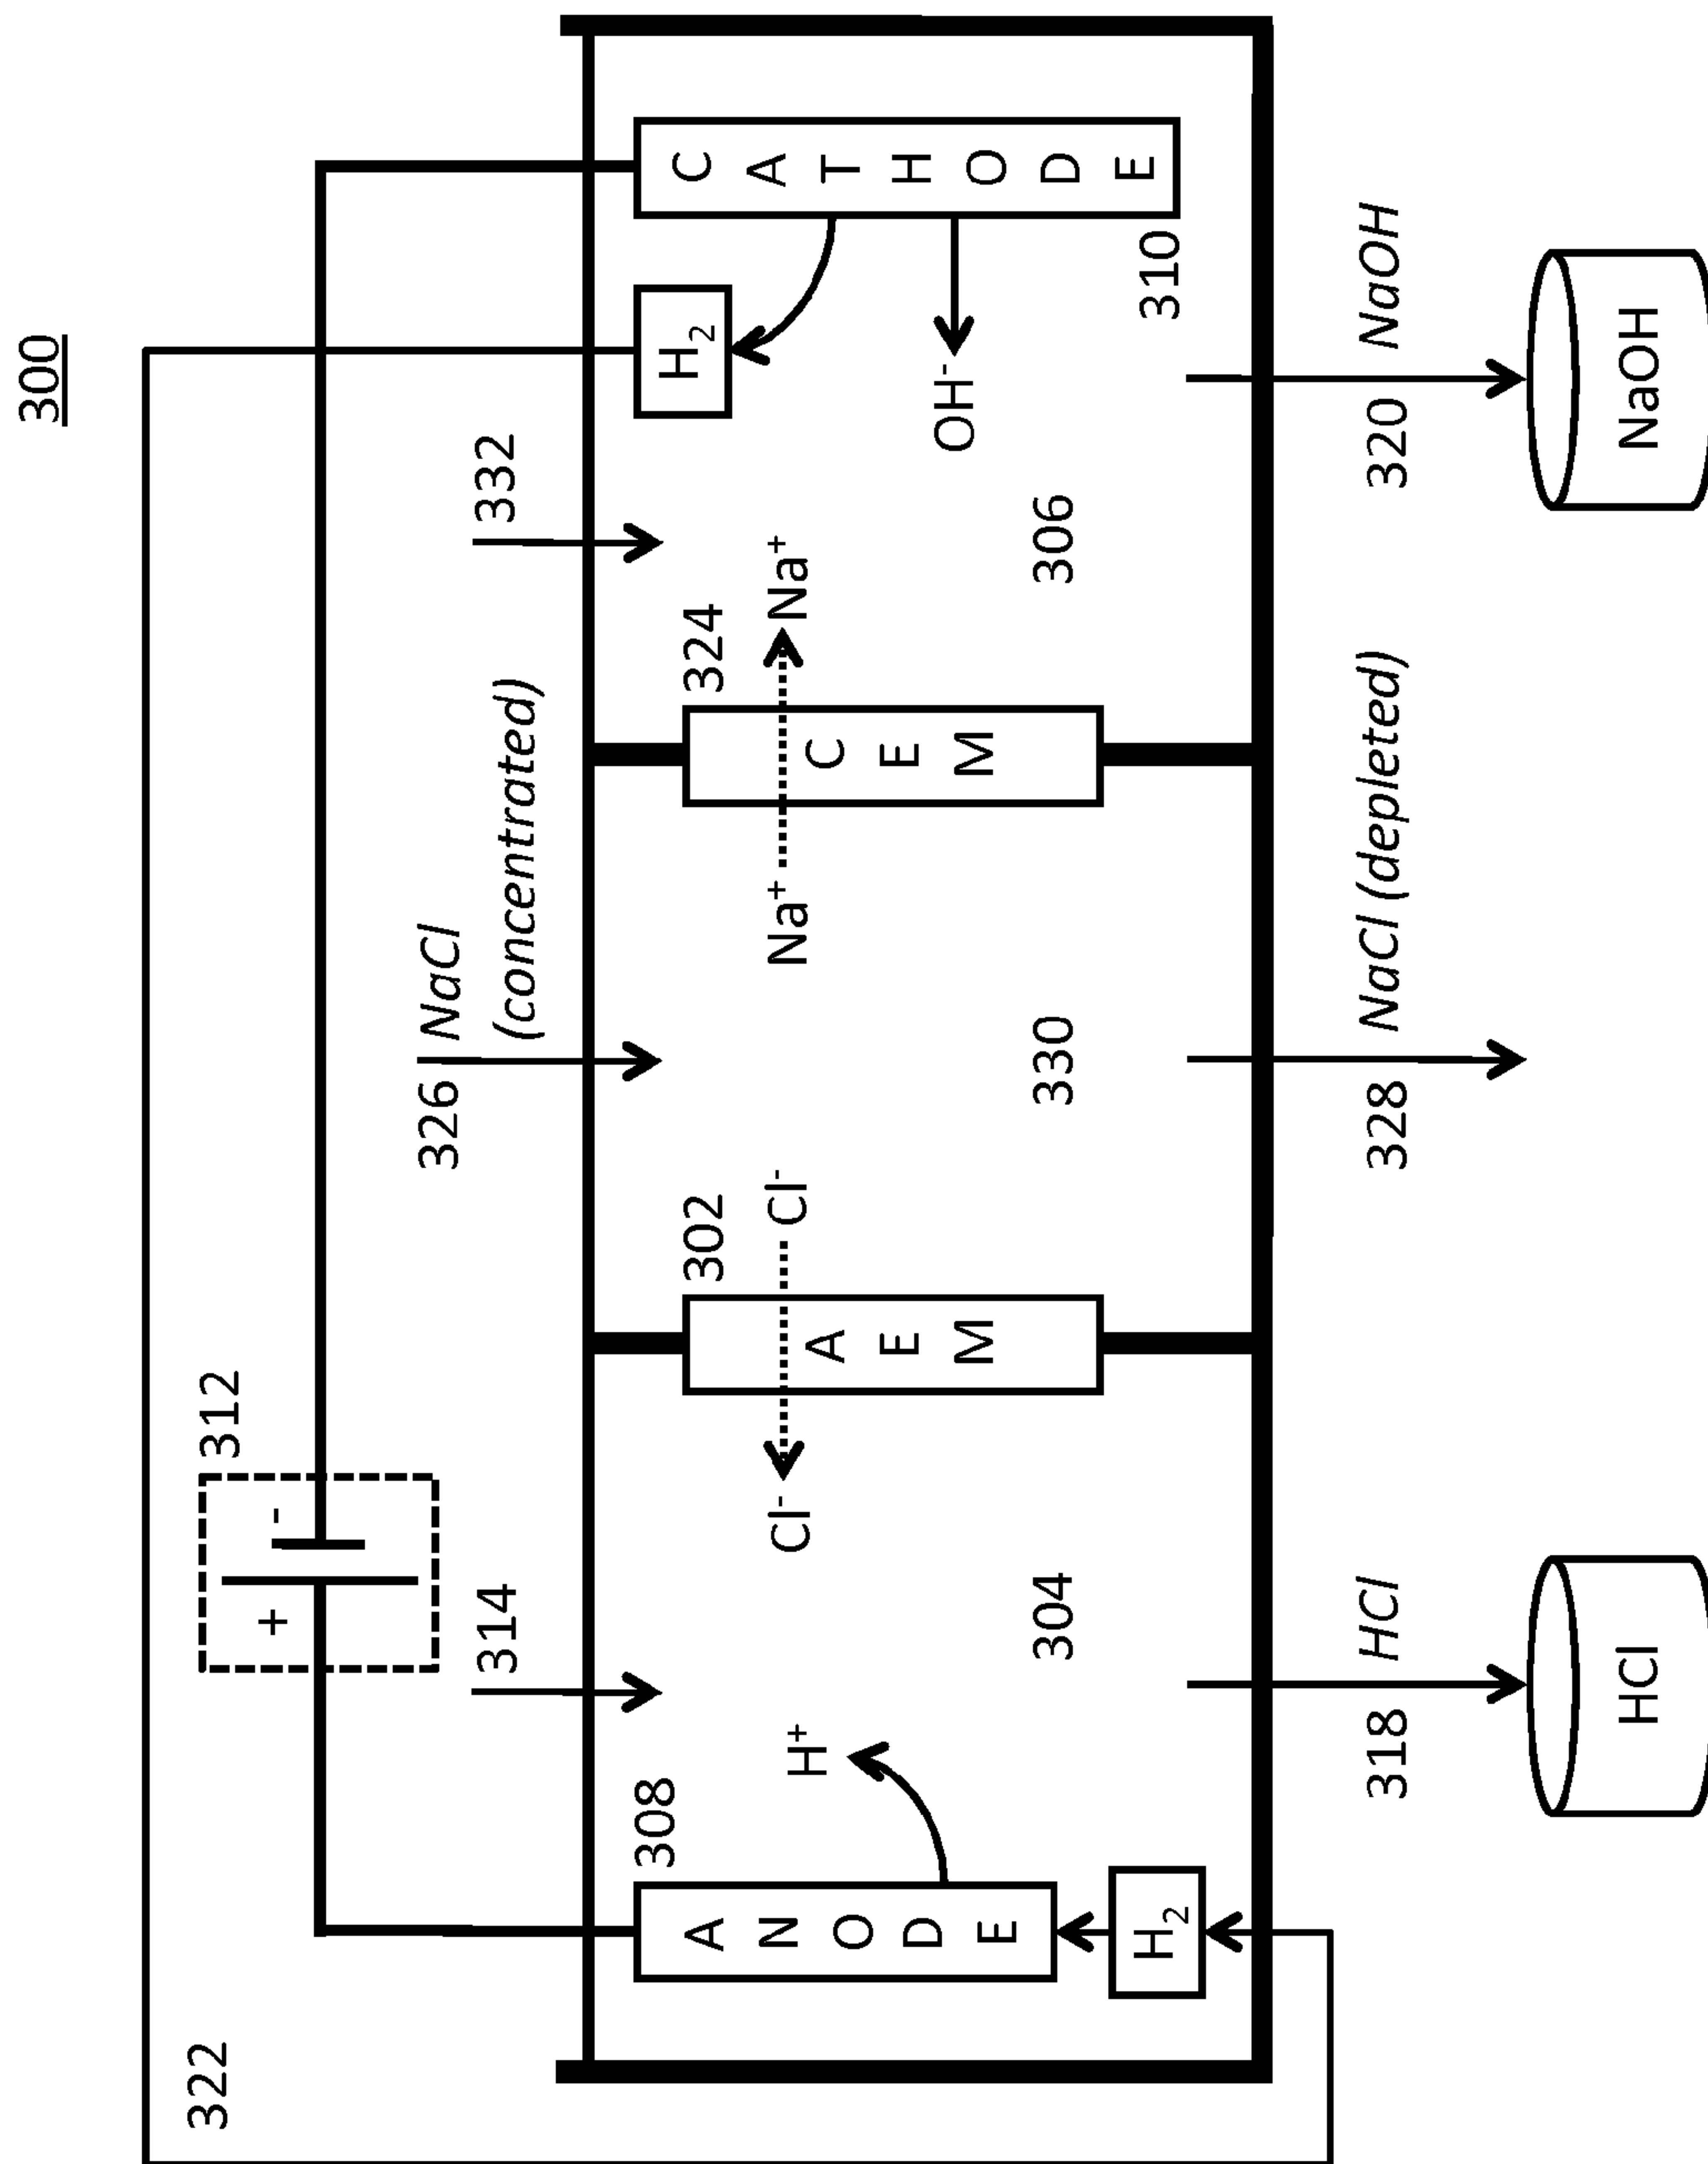 300
322
312
+
-
314
326 NaCl
(concentrated)
332
308
ANODE
H2
H+
Cl-
Cl-
302
AEM
Na+
Na+
324
CEM
H2
OH-
CATHODE
310
304
330
306
318 HCl
328 NaCl (depleted)
320 NaOH
HCl
NaOH